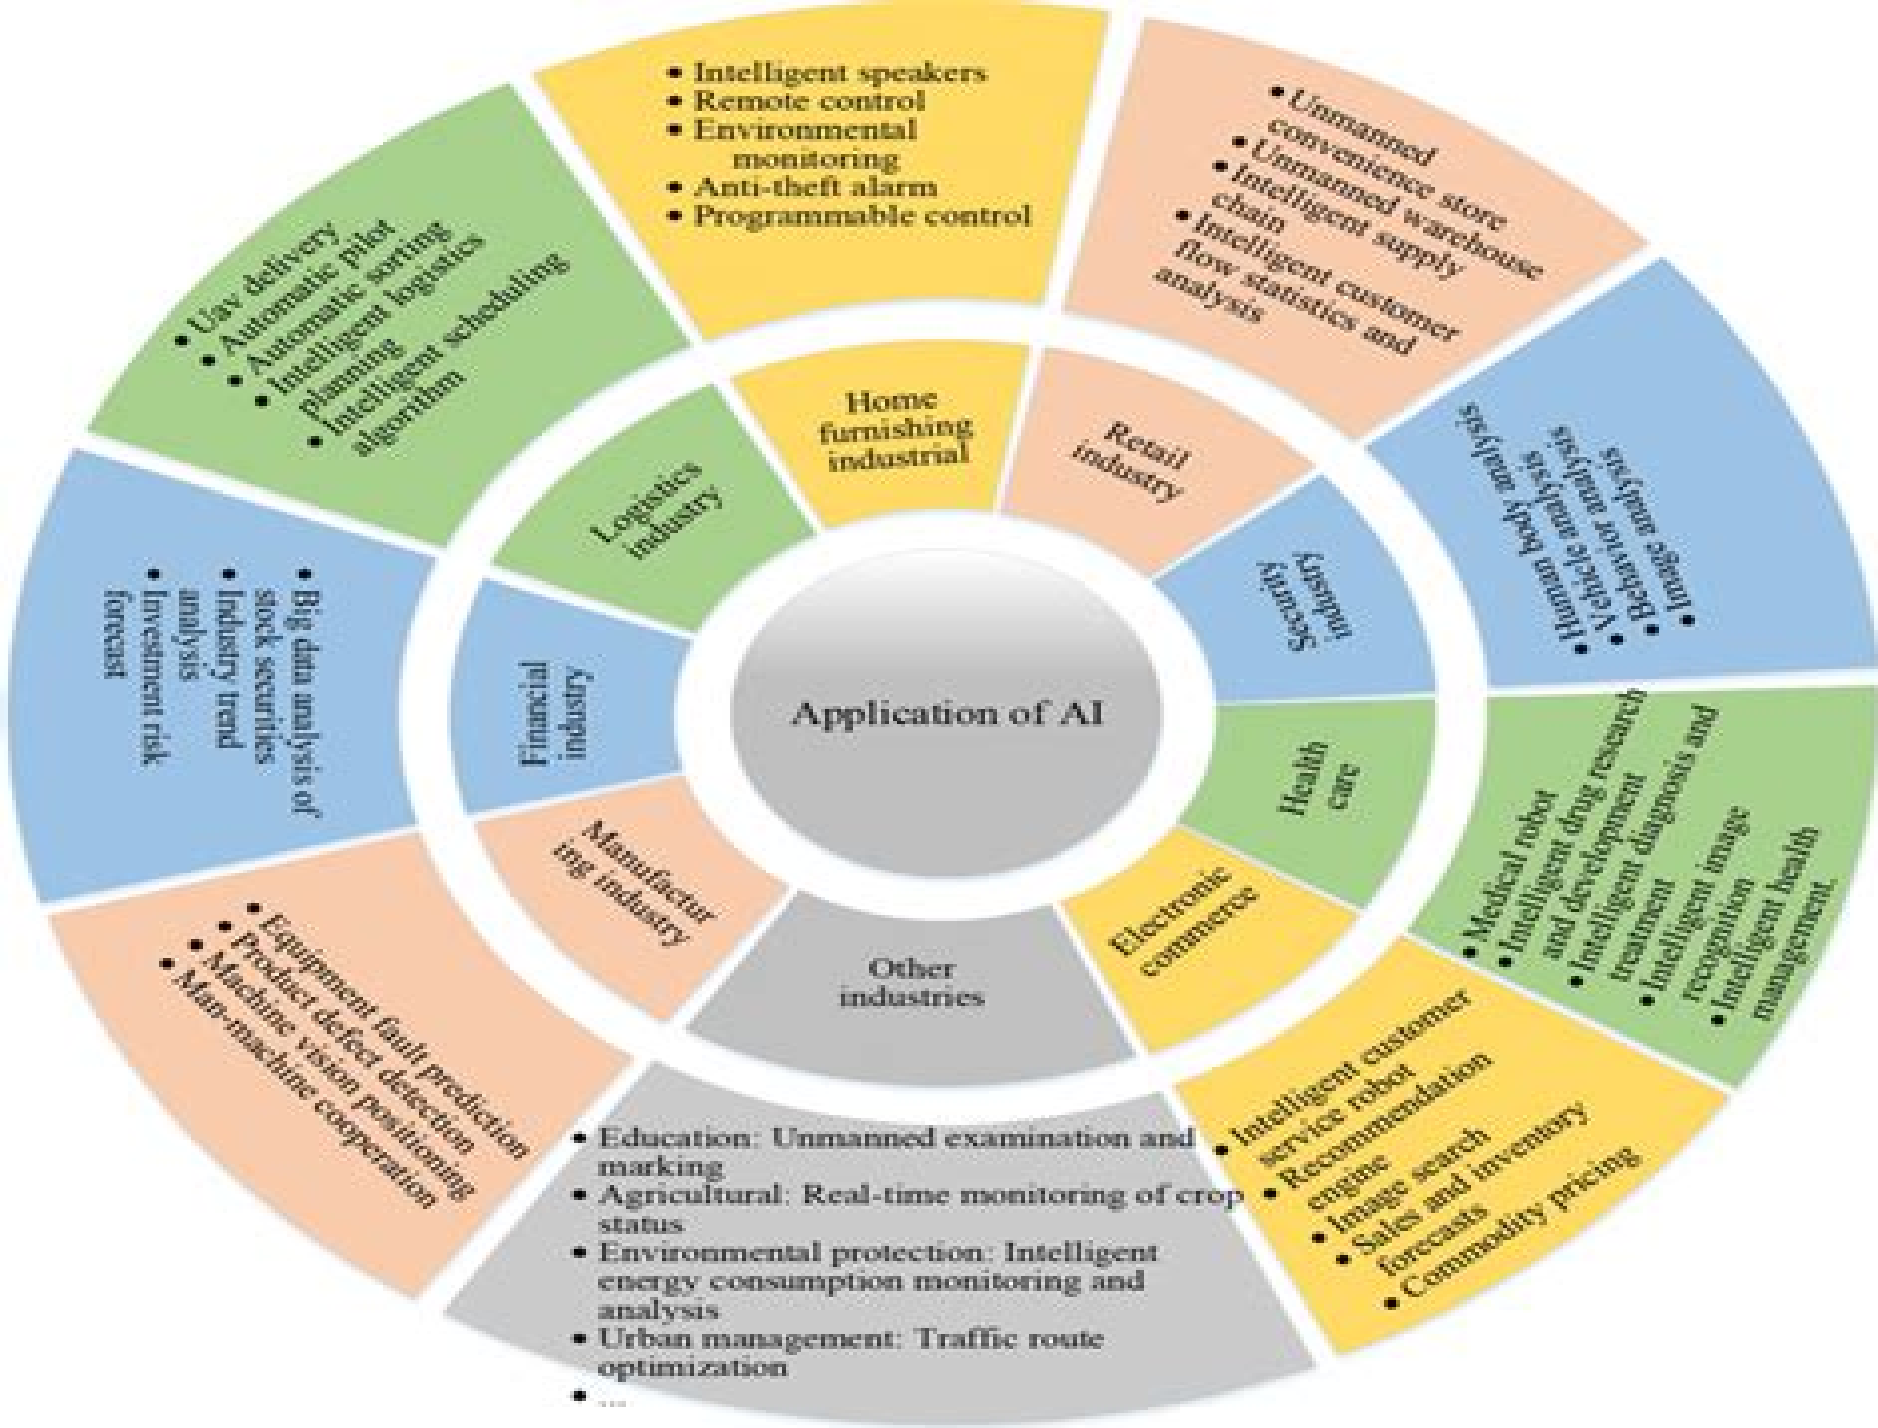 Application of AI
Home
furnishing
industrial
• Intelligent speakers
• Remote control
• Environmental
monitoring
• Anti-theft alarm
• Programmable control
Retail
industry
• Unmanned
convenience store
• Unmanned warehouse
• Intelligent supply
chain
• Intelligent customer
flow statistics and
analysis
Security
industry
• Human body analysis
• Vehicle analysis
• Behavior analysis
• Image analysis
Health
care
• Medical robot
• Intelligent drug research
and development
• Intelligent diagnosis and
treatment
• Intelligent image
recognition
• Intelligent health
management.
Electronic
commerce
• Intelligent customer
service robot
• Recommendation
engine
• Image search
• Sales and inventory
forecasts
• Commodity pricing
Other
industries
• Education: Unmanned examination and
marking
• Agricultural: Real-time monitoring of crop
status
• Environmental protection: Intelligent
energy consumption monitoring and
analysis
• Urban management: Traffic route
optimization
• ...
Manufactur
ing industry
• Equipment fault prediction
• Product defect detection
• Machine vision positioning
• Man-machine cooperation
Financial
industry
• Big data analysis of
stock securities
• Industry trend
analysis
• Investment risk
forecast
Logistics
industry
• Uav delivery
• Automatic pilot
• Automatic sorting
• Intelligent logistics
planning
• Intelligent scheduling
algorithm